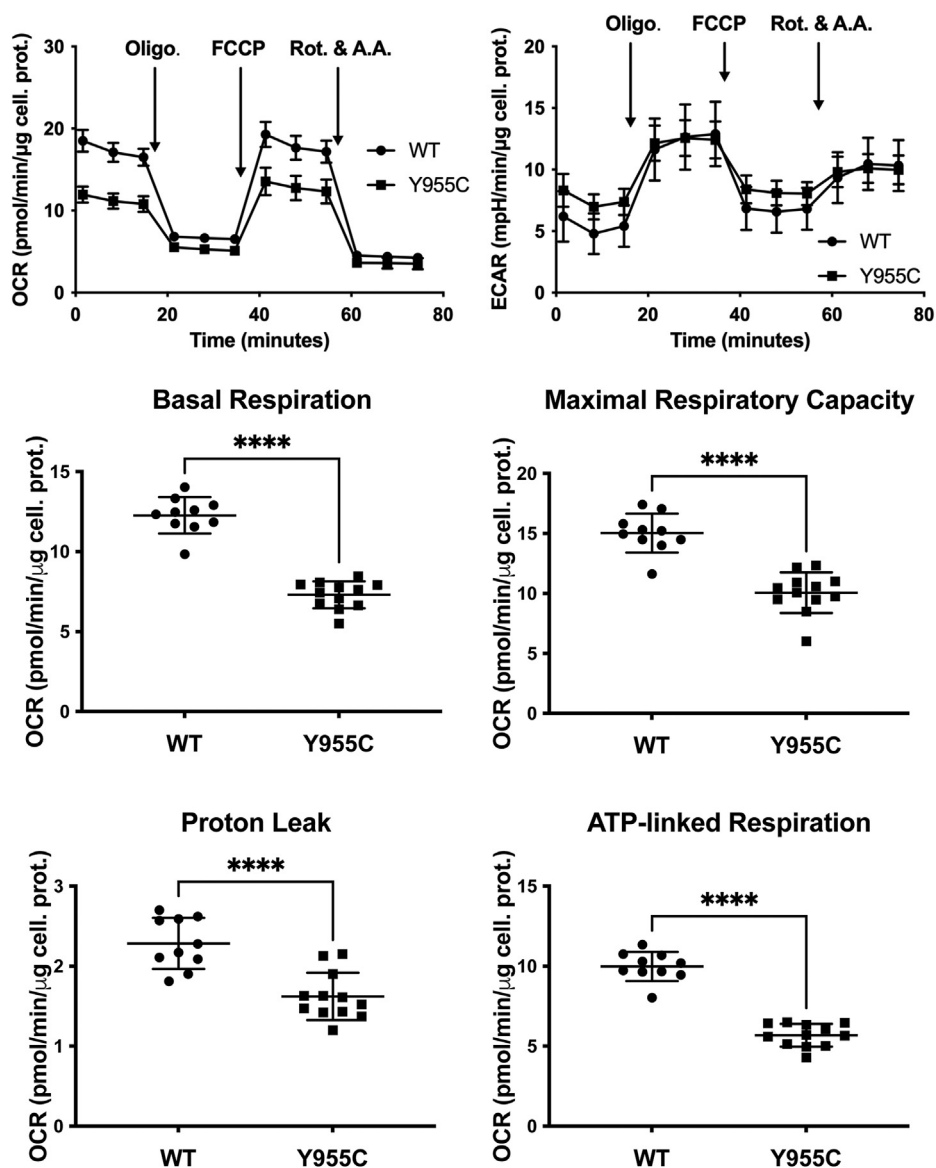 Oligo. FCCP Rot. & A.A.
30
20
10
0
OCR (pmol/min/μg cell. prot.)
WT
Y955C
0 20 40 60 80
Time (minutes)
Oligo. FCCP Rot. & A.A.
20
15
10
5
0
ECAR (mpH/min/μg cell. prot.)
WT
Y955C
0 20 40 60 80
Time (minutes)
Basal Respiration
****
15
10
5
0
OCR (pmol/min/μg cell. prot.)
WT Y955C
Maximal Respiratory Capacity
****
20
15
10
5
0
OCR (pmol/min/μg cell. prot.)
WT Y955C
Proton Leak
****
3
2
1
0
OCR (pmol/min/μg cell. prot.)
WT Y955C
ATP-linked Respiration
****
15
10
5
0
OCR (pmol/min/μg cell. prot.)
WT Y955C